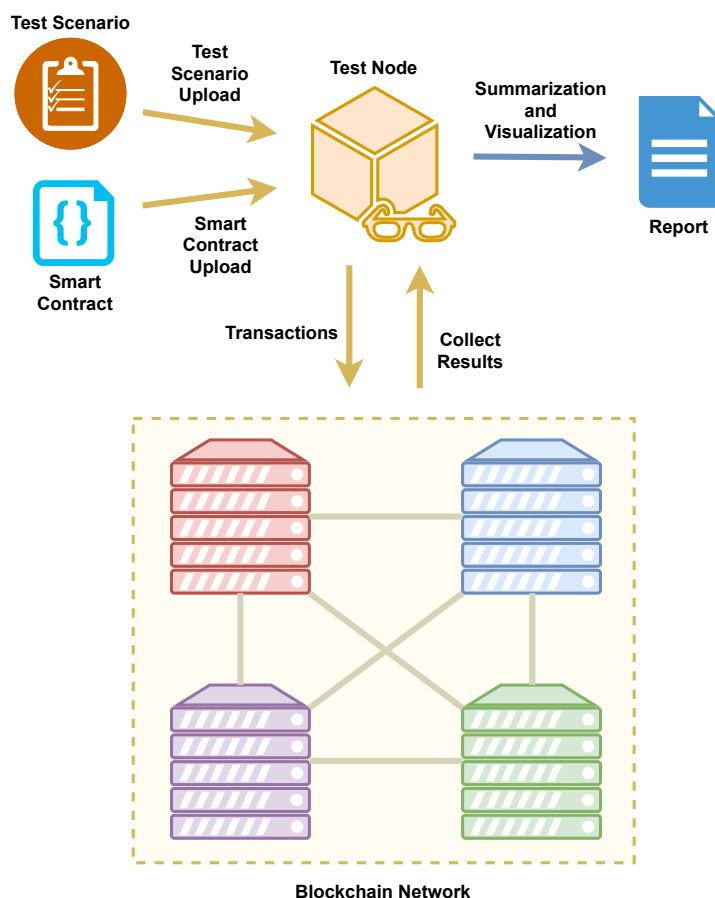 Test Scenario
Test
Scenario
Upload
Test Node
Summarization
and
Visualization
Smart
Contract
Smart
Contract
Upload
Report
Transactions
Collect
Results
Blockchain Network